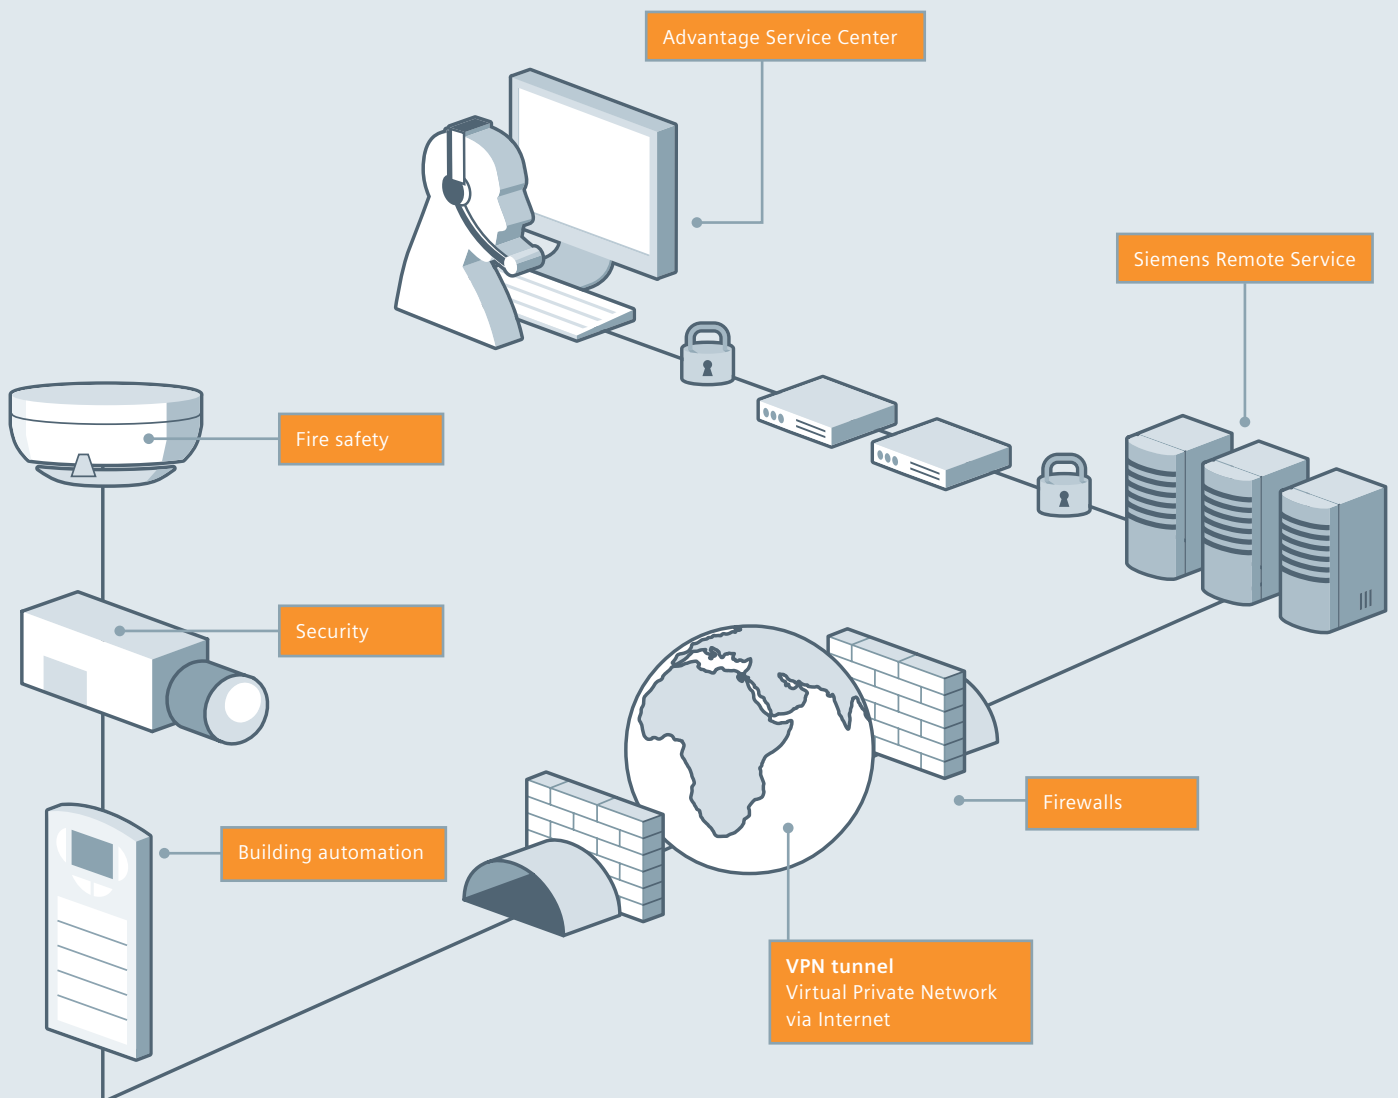 Advantage Service Center
Siemens Remote Service
Fire safety
Security
Building automation
Firewalls
VPN tunnel
Virtual Private Network
via Internet